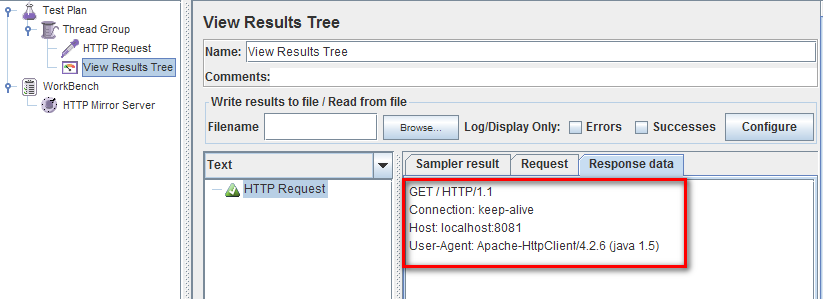 Test Plan
Thread Group
HTTP Request
View Results Tree
WorkBench
HTTP Mirror Server
View Results Tree
Name: View Results Tree
Comments:
Write results to file / Read from file
Filename Browse... Log/Display Only: Errors Successes Configure
Text
HTTP Request
Sampler result Request Response data
GET / HTTP/1.1
Connection: keep-alive
Host: localhost:8081
User-Agent: Apache-HttpClient/4.2.6 (java 1.5)